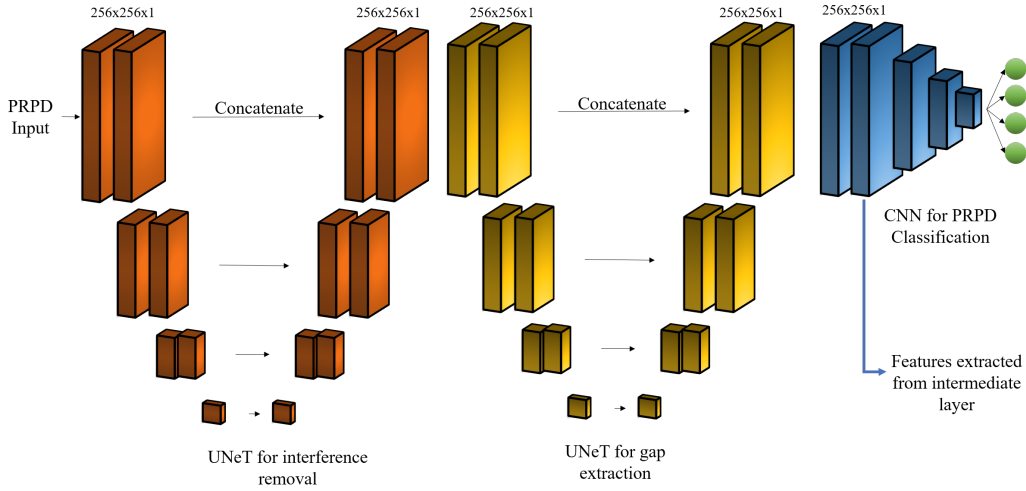 256x256x1
256x256x1
256x256x1
256x256x1
256x256x1
PRPD
Input
Concatenate
Concatenate
CNN for PRPD
Classification
Features extracted
from intermediate
layer
UNeT for interference
removal
UNeT for gap
extraction